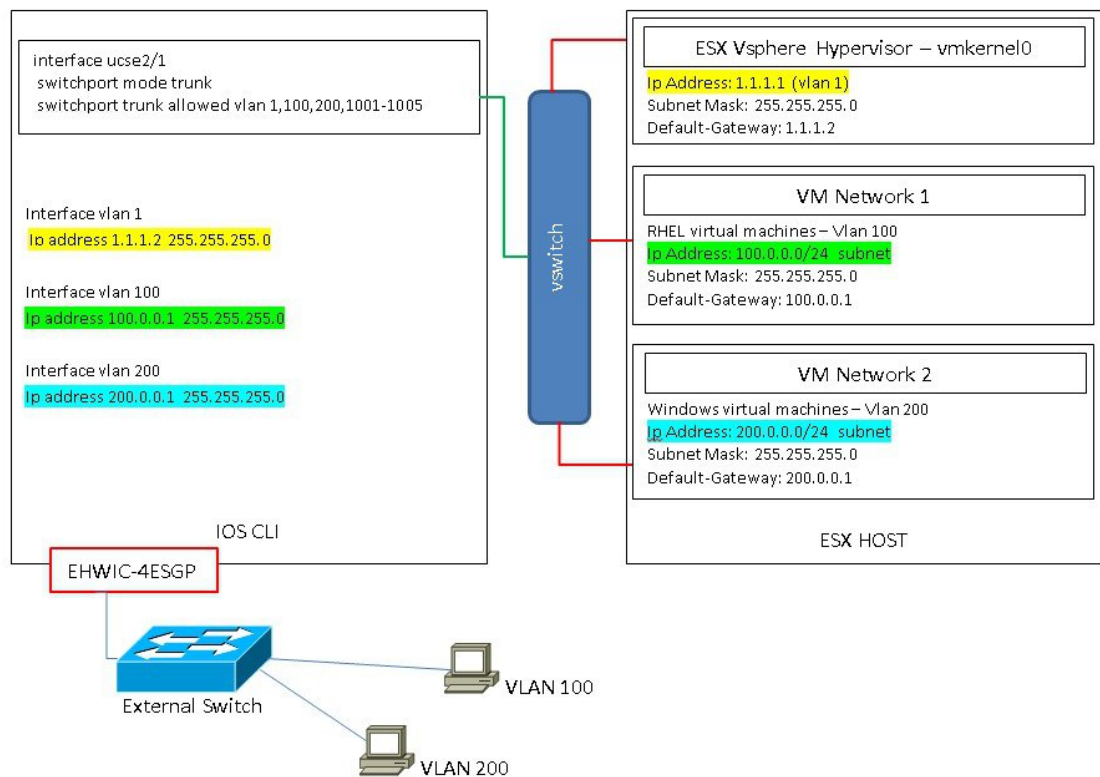 interface ucse2/1
switchport mode trunk
switchport trunk allowed vlan 1,100,200,1001-1005
Interface vlan 1
Ip address 1.1.1.2 255.255.255.0
Interface vlan 100
Ip address 100.0.0.1 255.255.255.0
Interface vlan 200
Ip address 200.0.0.1 255.255.255.0
IOS CLI
EHWIC-4ESGP
vswitch
ESX Vsphere Hypervisor – vmkernel0
Ip Address: 1.1.1.1 (vlan 1)
Subnet Mask: 255.255.255.0
Default-Gateway: 1.1.1.2
VM Network 1
RHEL virtual machines – Vlan 100
Ip Address: 100.0.0.0/24 subnet
Subnet Mask: 255.255.255.0
Default-Gateway: 100.0.0.1
VM Network 2
Windows virtual machines – Vlan 200
Ip Address: 200.0.0.0/24 subnet
Subnet Mask: 255.255.255.0
Default-Gateway: 200.0.0.1
ESX HOST
External Switch
VLAN 100
VLAN 200